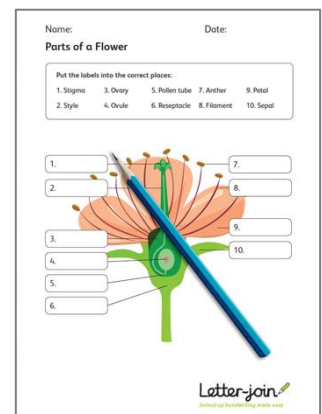 Name: Date:
Parts of a Flower
Put the labels into the correct places:
1. Stigma 3. Ovary 5. Pollen tube 7. Anther 9. Petal
2. Style 4. Ovule 6. Reseptacle 8. Filament 10. Sepal
1. 7.
2. 8.
9.
3. 10.
4.
5.
6.
Letter-join
Joined-up handwriting made easy